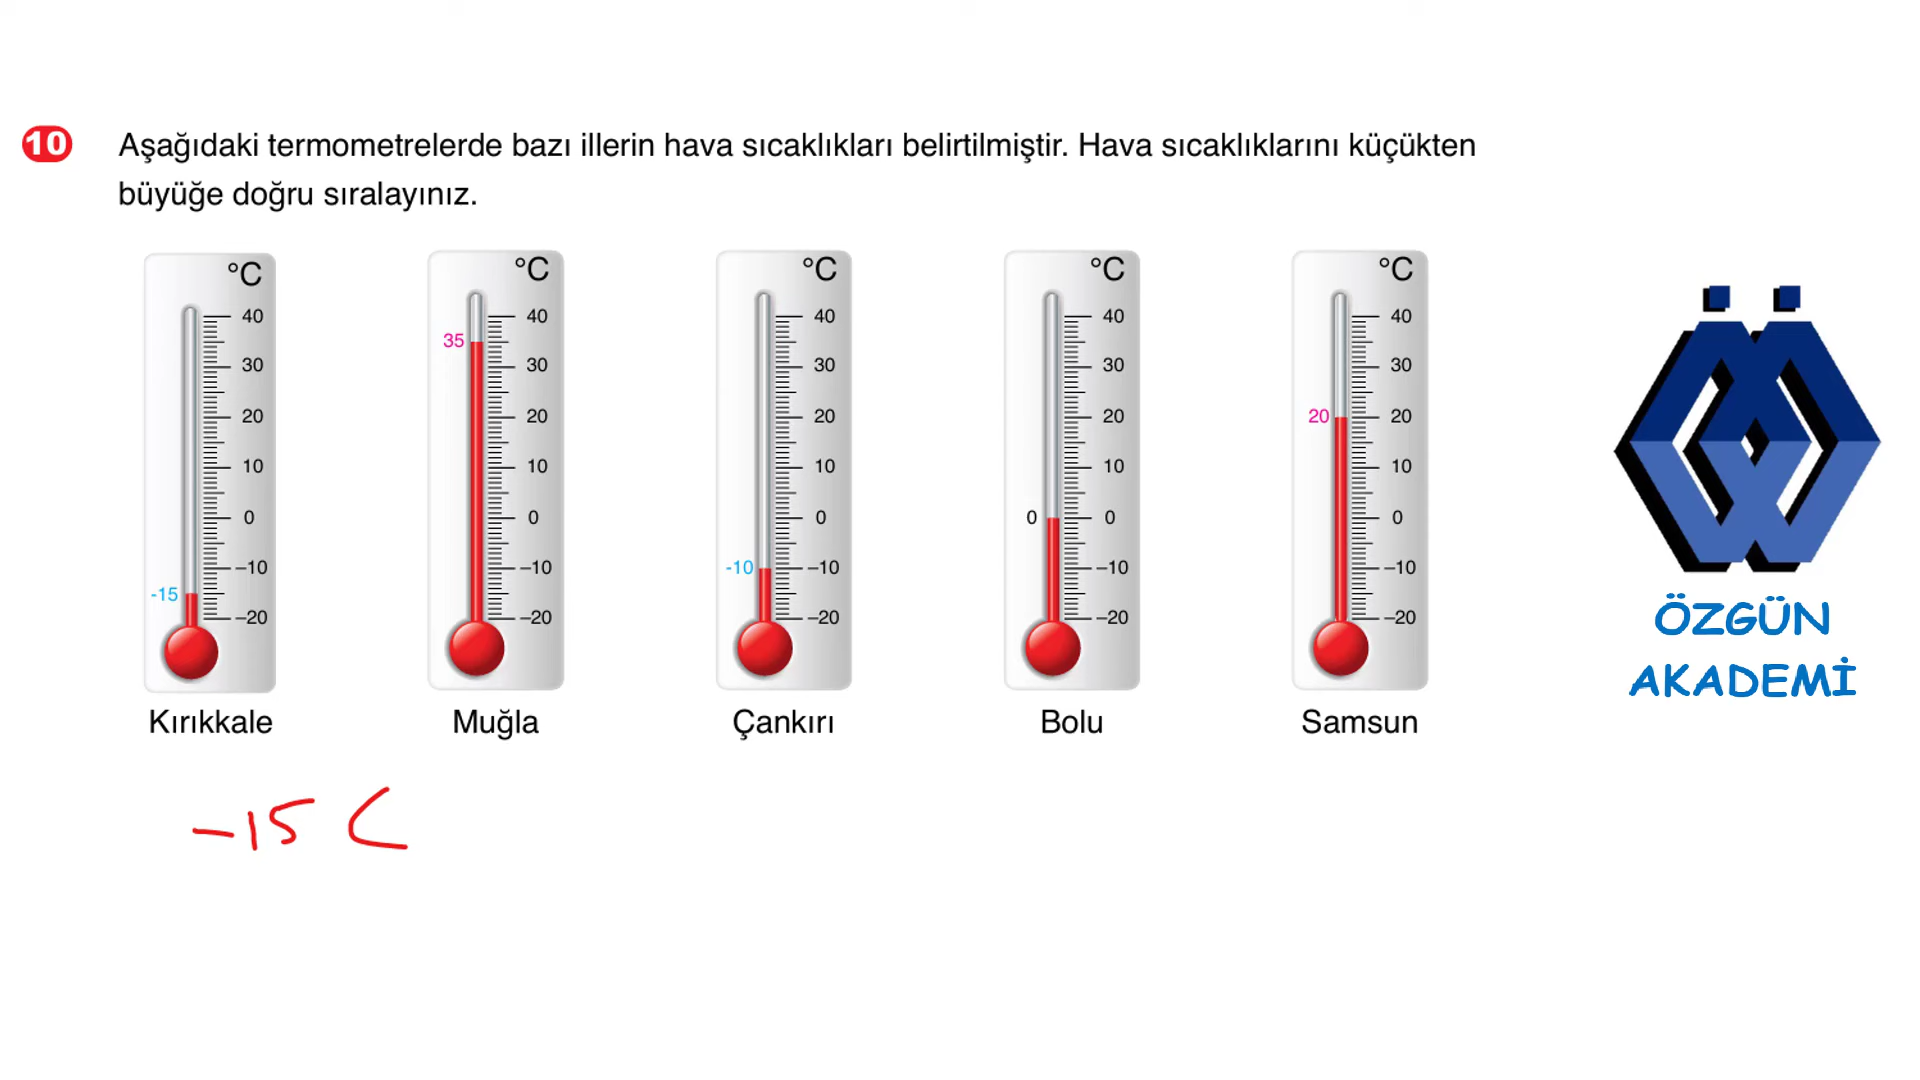 10 Aşağıdaki termometrelerde bazı illerin hava sıcaklıkları belirtilmiştir. Hava sıcaklıklarını küçükten
büyüğe doğru sıralayınız.
°C °C °C °C °C
40 40 40 40 40
35
30 30 30 30 30
20 20 20 20 20 20
10 10 10 10 10
0 0 0 0 0 0
–10 –10 -10 –10 –10 –10
-15
–20 –20 –20 –20 –20
Kırıkkale Muğla Çankırı Bolu Samsun
ÖZGÜN
AKADEMİ
-15 <